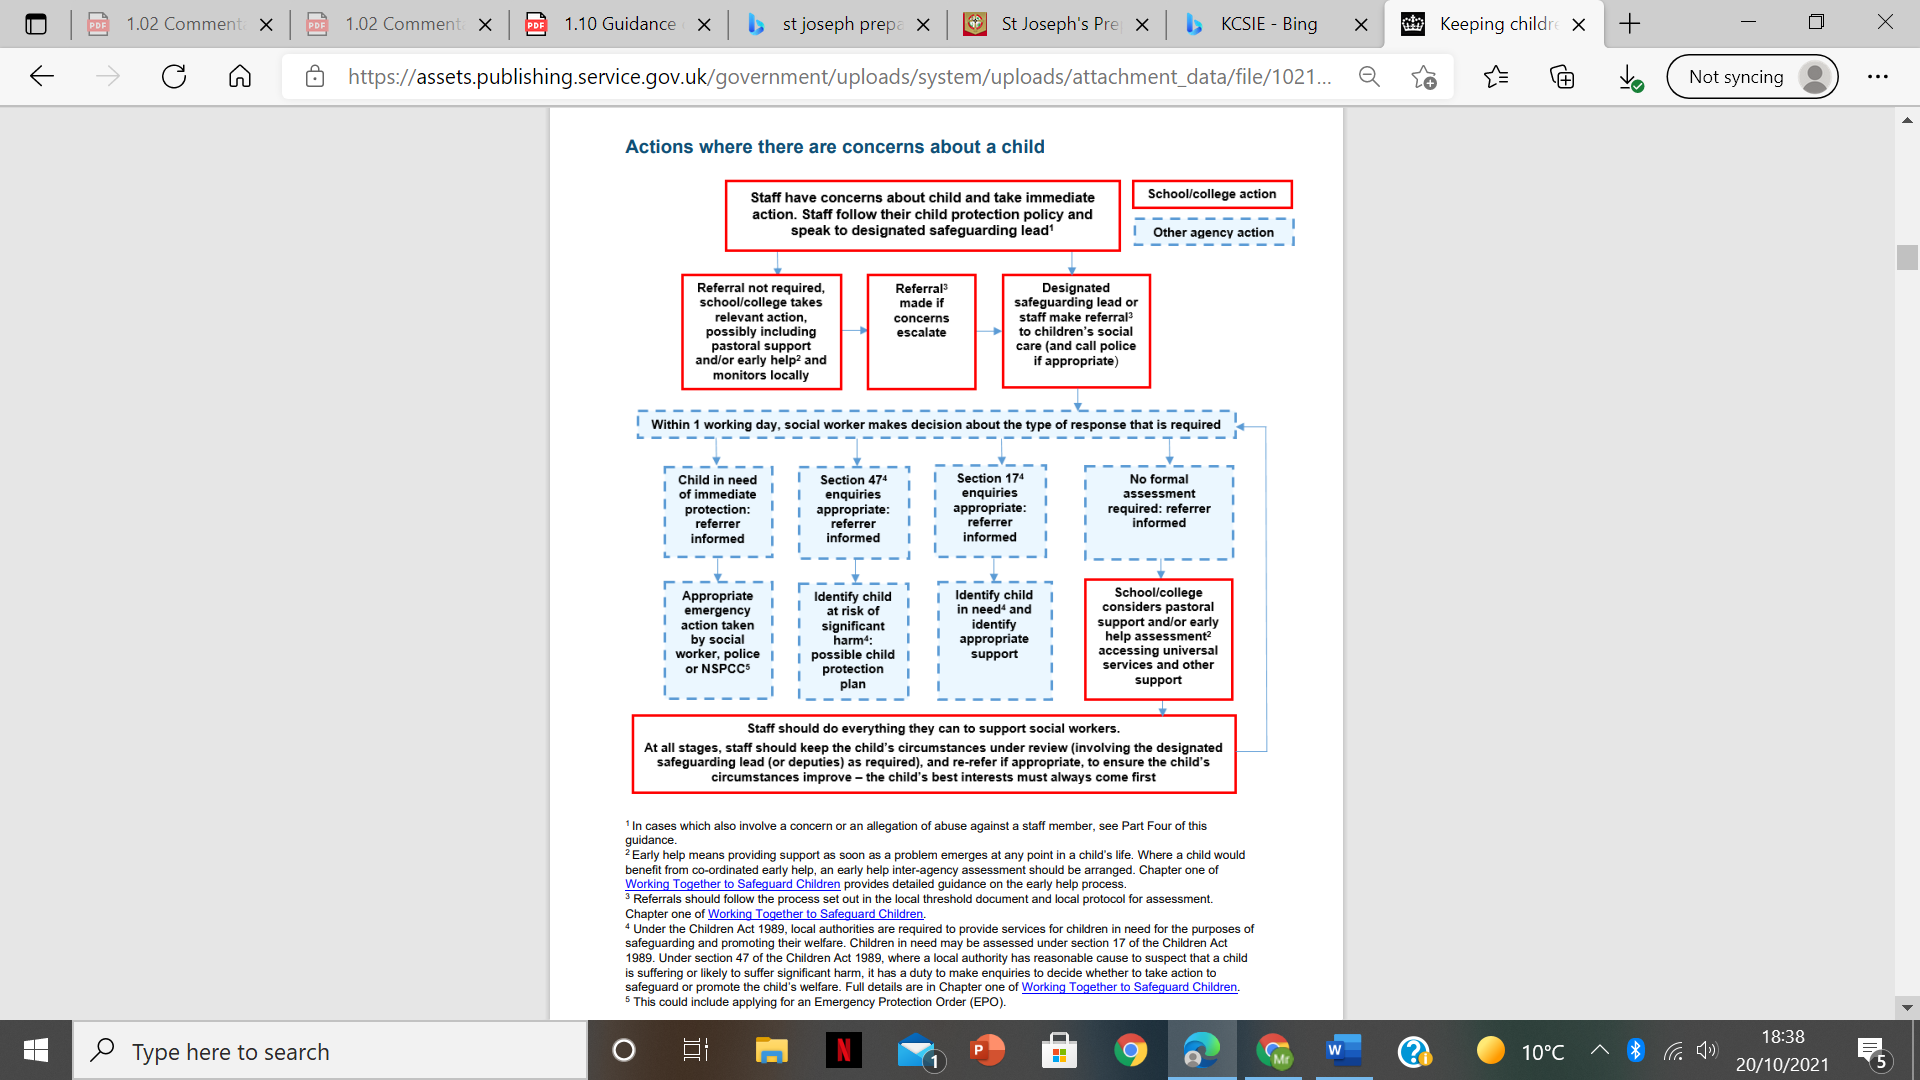 1.02 Comment
1.02 Comment
1.10 Guidance
st joseph prepa
St Joseph's Pre
KCSIE - Bing
Keeping childre
https://assets.publishing.service.gov.uk/government/uploads/system/uploads/attachment_data/file/1021...
Not syncing
Actions where there are concerns about a child
Staff have concerns about child and take immediate
action. Staff follow their child protection policy and
speak to designated safeguarding lead¹
School/college action
Other agency action
Referral not required,
school/college takes
relevant action,
possibly including
pastoral support
and/or early help² and
monitors locally
Referral³
made if
concerns
escalate
Designated
safeguarding lead or
staff make referral³
to children's social
care (and call police
if appropriate)
Within 1 working day, social worker makes decision about the type of response that is required
Child in need
of immediate
protection:
referrer
informed
Section 47⁴
enquiries
appropriate:
referrer
informed
Section 17⁴
enquiries
appropriate:
referrer
informed
No formal
assessment
required: referrer
informed
Appropriate
emergency
action taken
by social
worker, police
or NSPCC⁵
Identify child
at risk of
significant
harm⁴:
possible child
protection
plan
Identify child
in need⁴ and
identify
appropriate
support
School/college
considers pastoral
support and/or early
help assessment²
accessing universal
services and other
support
Staff should do everything they can to support social workers.
At all stages, staff should keep the child's circumstances under review (involving the designated
safeguarding lead (or deputies) as required), and re-refer if appropriate, to ensure the child's
circumstances improve – the child's best interests must always come first
¹ In cases which also involve a concern or an allegation of abuse against a staff member, see Part Four of this
guidance.
² Early help means providing support as soon as a problem emerges at any point in a child's life. Where a child would
benefit from co-ordinated early help, an early help inter-agency assessment should be arranged. Chapter one of
Working Together to Safeguard Children provides detailed guidance on the early help process.
³ Referrals should follow the process set out in the local threshold document and local protocol for assessment.
Chapter one of Working Together to Safeguard Children.
⁴ Under the Children Act 1989, local authorities are required to provide services for children in need for the purposes of
safeguarding and promoting their welfare. Children in need may be assessed under section 17 of the Children Act
1989. Under section 47 of the Children Act 1989, where a local authority has reasonable cause to suspect that a child
is suffering or likely to suffer significant harm, it has a duty to make enquiries to decide whether to take action to
safeguard or promote the child's welfare. Full details are in Chapter one of Working Together to Safeguard Children.
⁵ This could include applying for an Emergency Protection Order (EPO).
Type here to search
1
10°C
18:38
20/10/2021
5